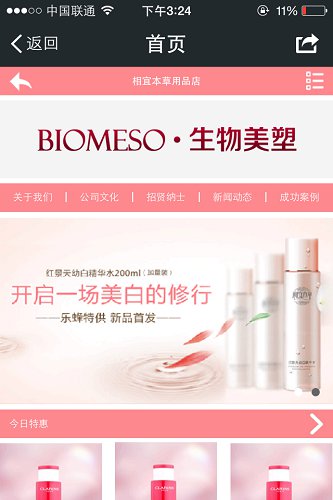 中国联通 下午3:24 11%
返回 首页
相宜本草用品店
BIOMESO·生物美塑
关于我们 公司文化 招贤纳士 新闻动态 成功案例
红景天幼白精华水200ml(加量装)
开启一场美白的修行
乐蜂特供 新品首发
今日特惠
CLARINS CLARINS CLARINS